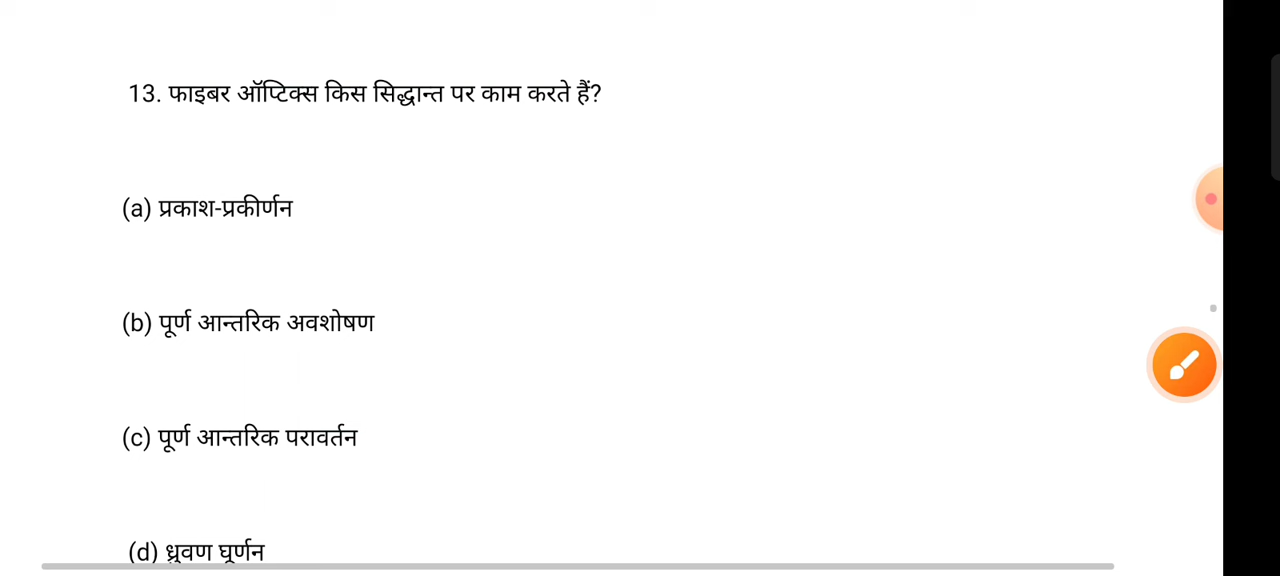 13. फाइबर ऑप्टिक्स किस सिद्धान्त पर काम करते हैं?
(a) प्रकाश-प्रकीर्णन
(b) पूर्ण आन्तरिक अवशोषण
(c) पूर्ण आन्तरिक परावर्तन
(d) ध्रुवण घूर्णन